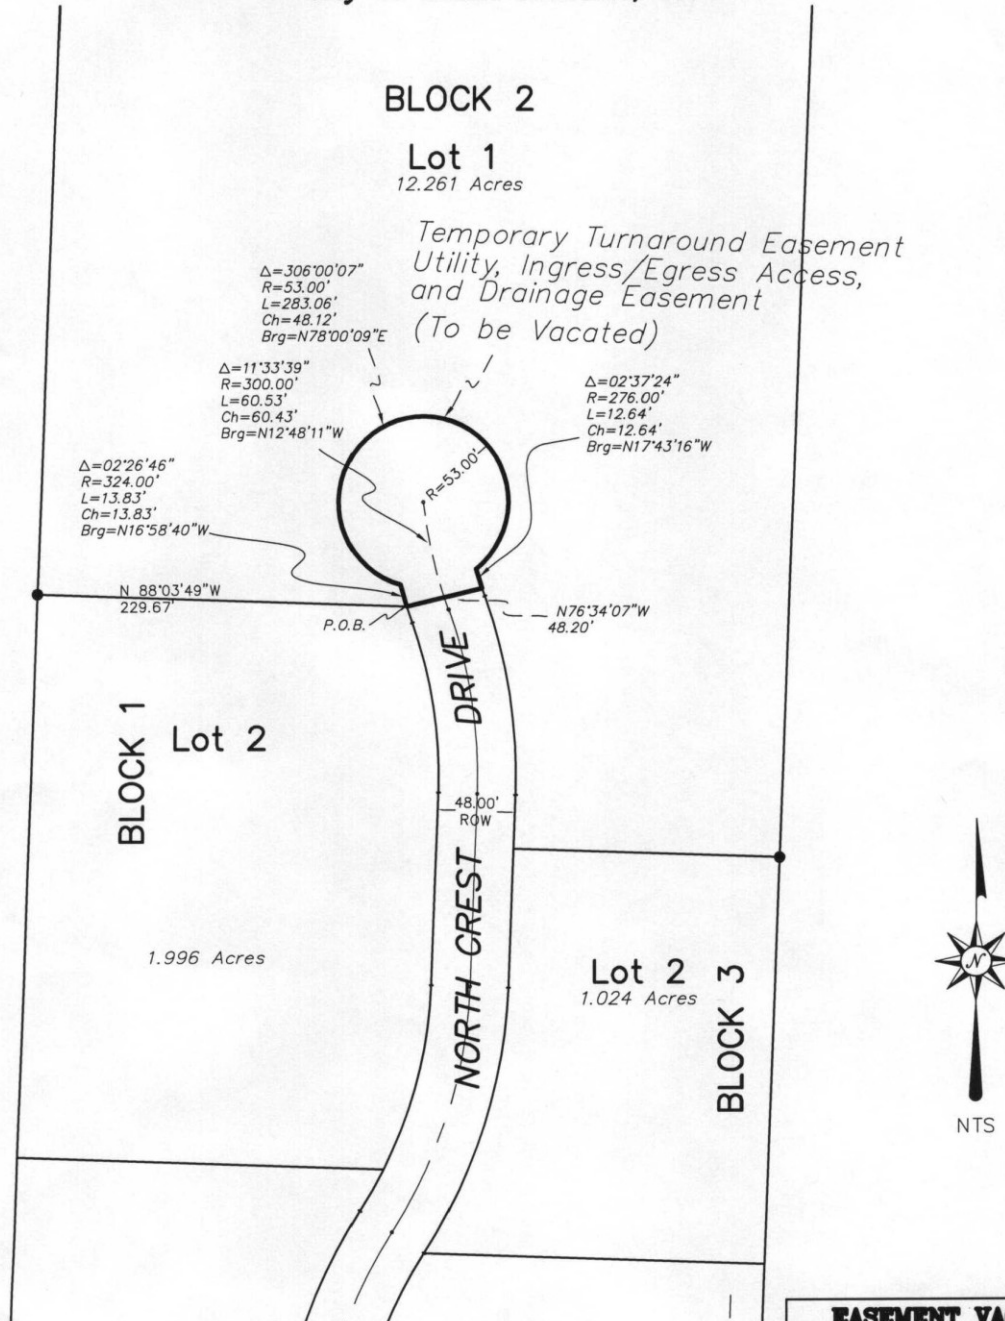 BLOCK 2
Lot 1
12.261 Acres
Temporary Turnaround Easement
Utility, Ingress/Egress Access,
and Drainage Easement
(To be Vacated)
Δ=306°00'07"
R=53.00'
L=283.06'
Ch=48.12'
Brg=N78°00'09"E
Δ=11°33'39"
R=300.00'
L=60.53'
Ch=60.43'
Brg=N12°48'11"W
Δ=02°37'24"
R=276.00'
L=12.64'
Ch=12.64'
Brg=N17°43'16"W
Δ=02°26'46"
R=324.00'
L=13.83'
Ch=13.83'
Brg=N16°58'40"W
R=53.00'
N 88°03'49"W
229.67'
P.O.B.
N76°34'07"W
48.20'
BLOCK 1
Lot 2
1.996 Acres
48.00'
ROW
NORTH CREST DRIVE
Lot 2
1.024 Acres
BLOCK 3
N
NTS
EASEMENT VA